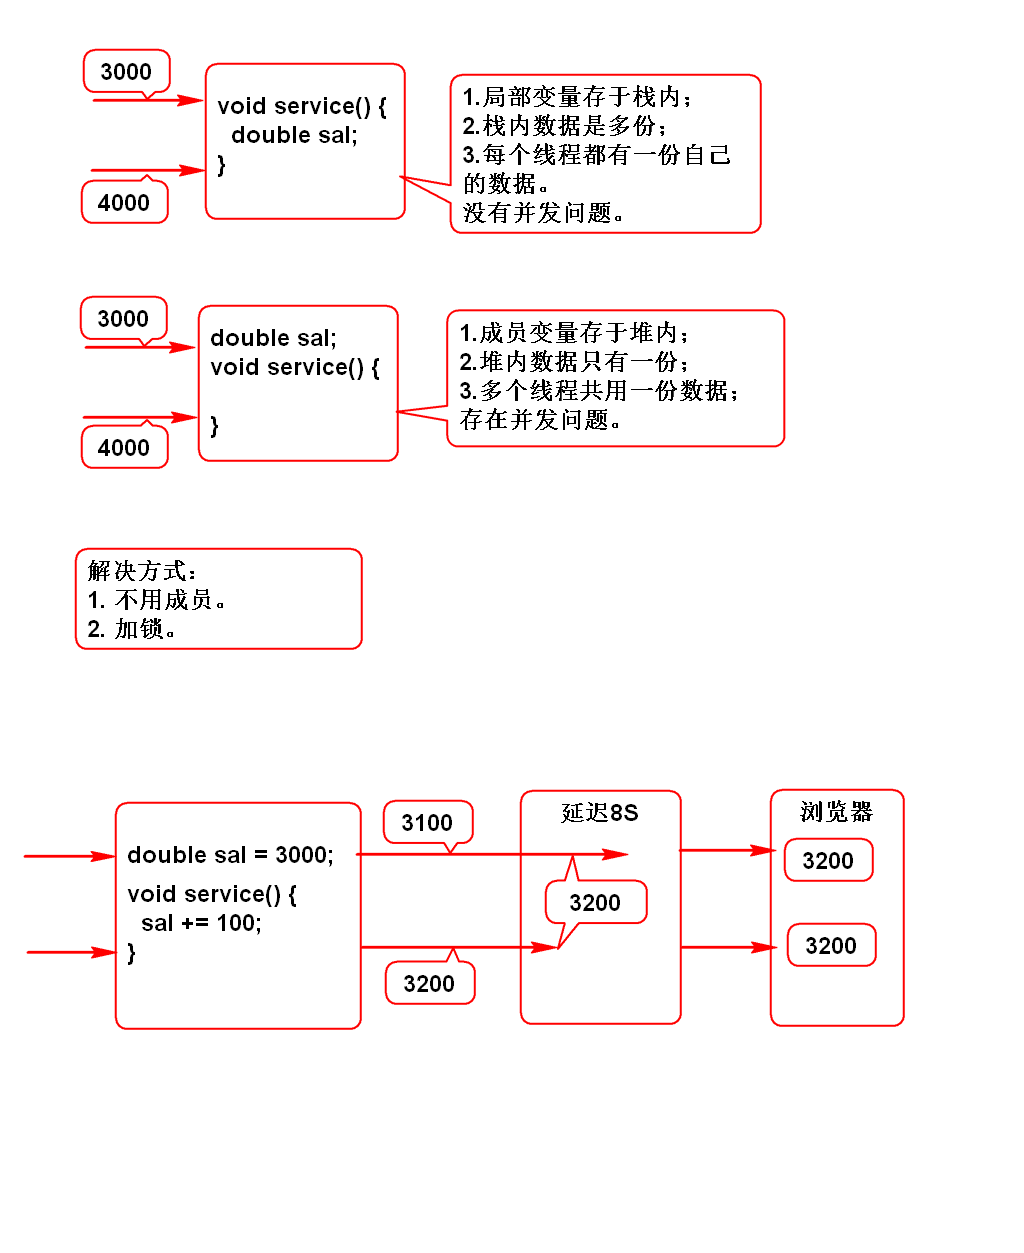 3000
void service() {
double sal;
}
4000
1.局部变量存于栈内；
2.栈内数据是多份；
3.每个线程都有一份自己
的数据。
没有并发问题。
3000
double sal;
void service() {
}
4000
1.成员变量存于堆内；
2.堆内数据只有一份；
3.多个线程共用一份数据；
存在并发问题。
解决方式：
1. 不用成员。
2. 加锁。
double sal = 3000;
void service() {
sal += 100;
}
3100
3200
延迟8S
3200
浏览器
3200
3200